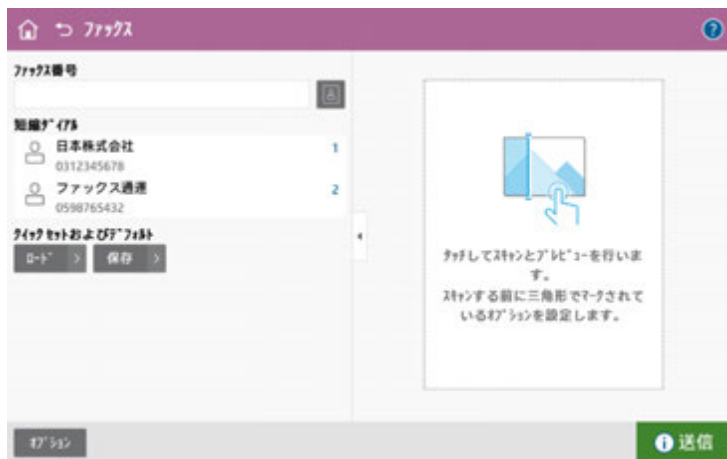 ﾌｧｯｸｽ
?
ﾌｧｯｸｽ番号
短縮ﾀﾞｲｱﾙ
日本株式会社 1
0312345678
ファックス通運 2
0598765432
ｸｲｯｸ ｾｯﾄおよびﾃﾞﾌｫﾙﾄ
ﾛｰﾄﾞ > 保存 >
ﾀｯﾁしてｽｷｬﾝとﾌﾟﾚﾋﾞｭｰを行いま
す。
ｽｷｬﾝする前に三角形でﾏｰｸされて
いるｵﾌﾟｼｮﾝを設定します。
ｵﾌﾟｼｮﾝ
送信